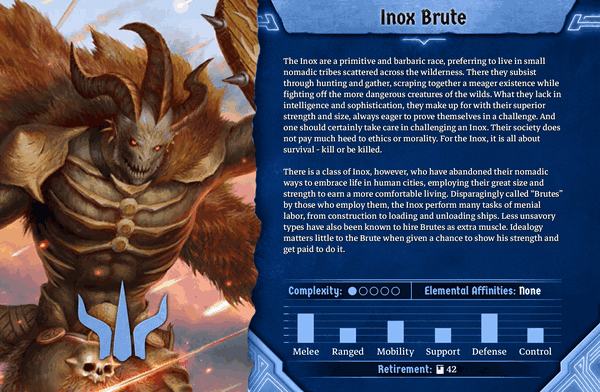 Inox Brute
The Inox are a primitive and barbaric race, preferring to live in small
nomadic tribes scattered across the wilderness. There they subsist
through hunting and gather, scraping together a meager existence while
fighting off the more dangerous creatures of the wilds. What they lack in
intelligence and sophistication, they make up for with their superior
strength and size, always eager to prove themselves in a challenge. And
one should certainly take care in challenging an Inox. Their society does
not pay much heed to ethics or morality. For the Inox, it is all about
survival - kill or be killed.
There is a class of Inox, however, who have abandoned their nomadic
ways to embrace life in human cities, employing their great size and
strength to earn a more comfortable living. Disparagingly called "Brutes"
by those who employ them, the Inox perform many tasks of menial
labor, from construction to loading and unloading ships. Less unsavory
types have also been known to hire Brutes as extra muscle. Idealogy
matters little to the Brute when given a chance to show his strength and
get paid to do it.
Complexity: Elemental Affinities: None
Melee Ranged Mobility Support Defense Control
Retirement: 42